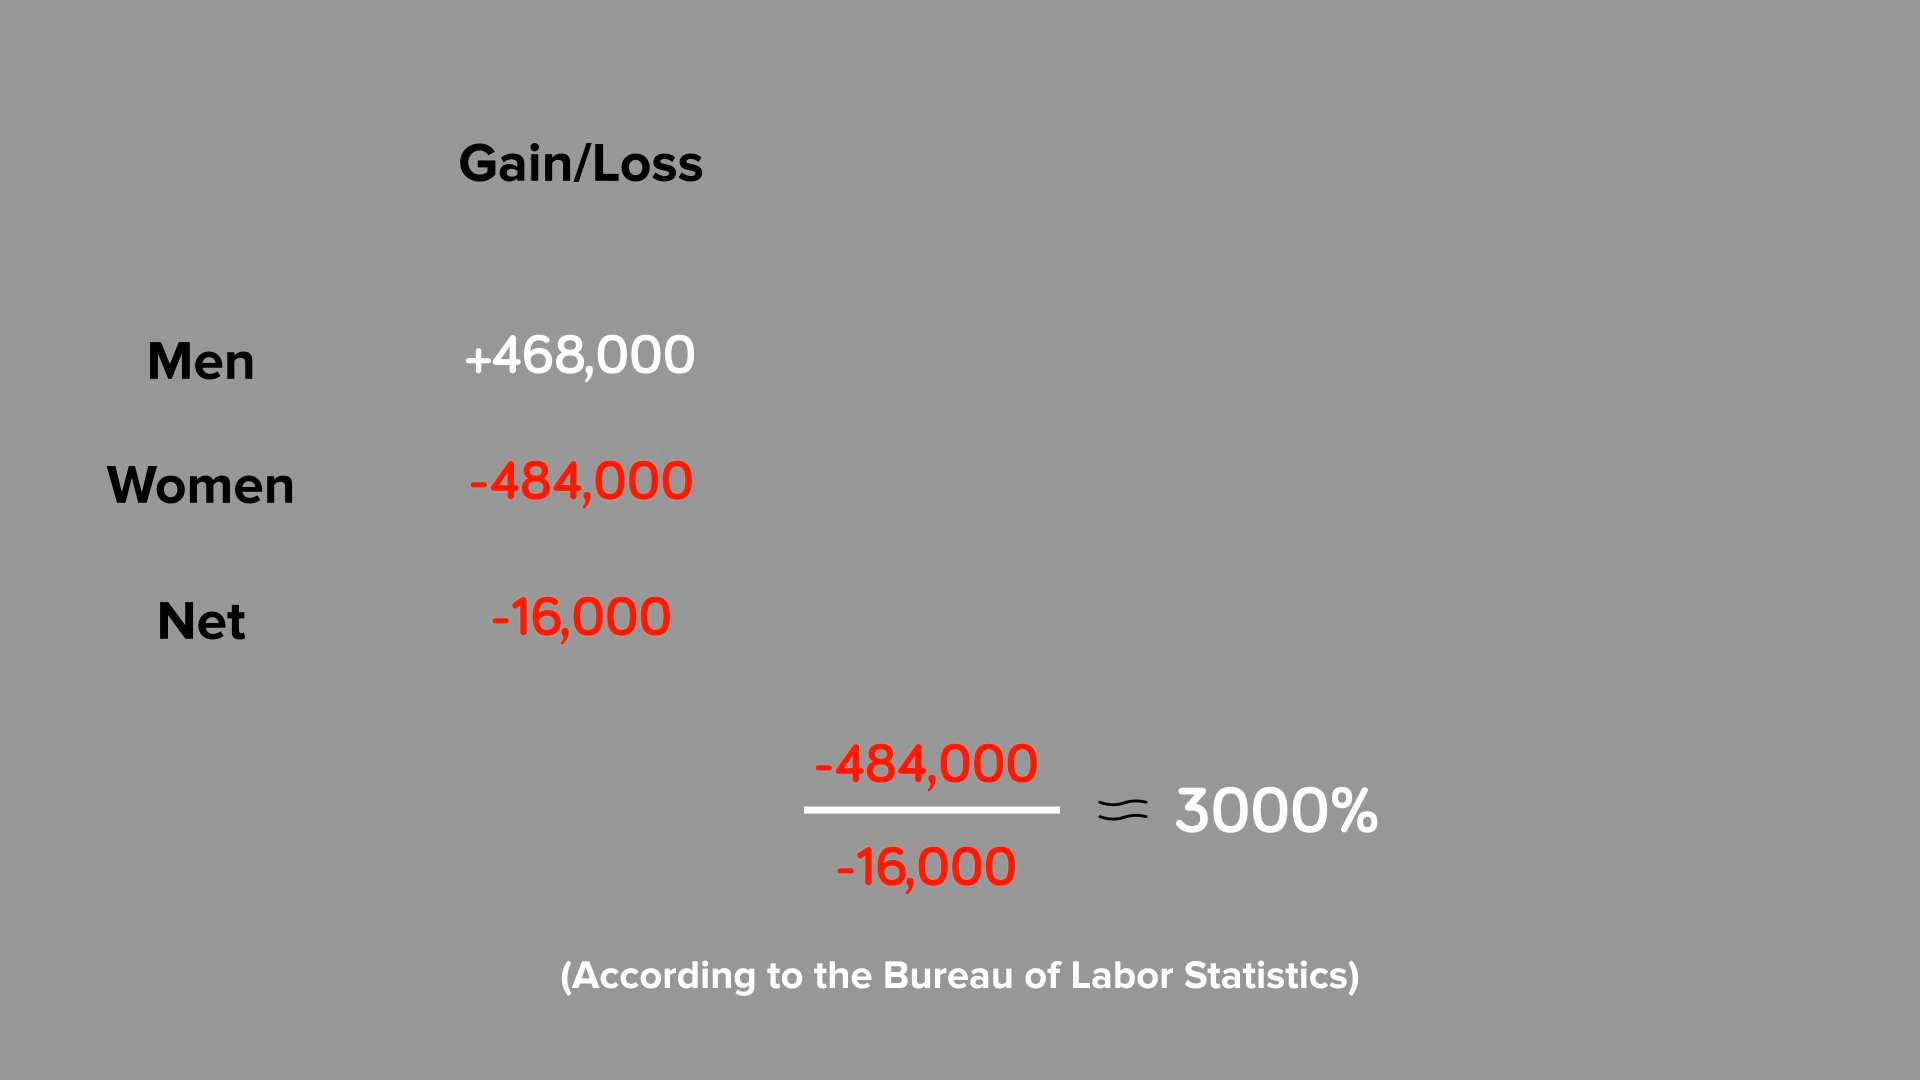 Gain/Loss
Men +468,000
Women -484,000
Net -16,000
-484,000
≈ 3000%
-16,000
(According to the Bureau of Labor Statistics)